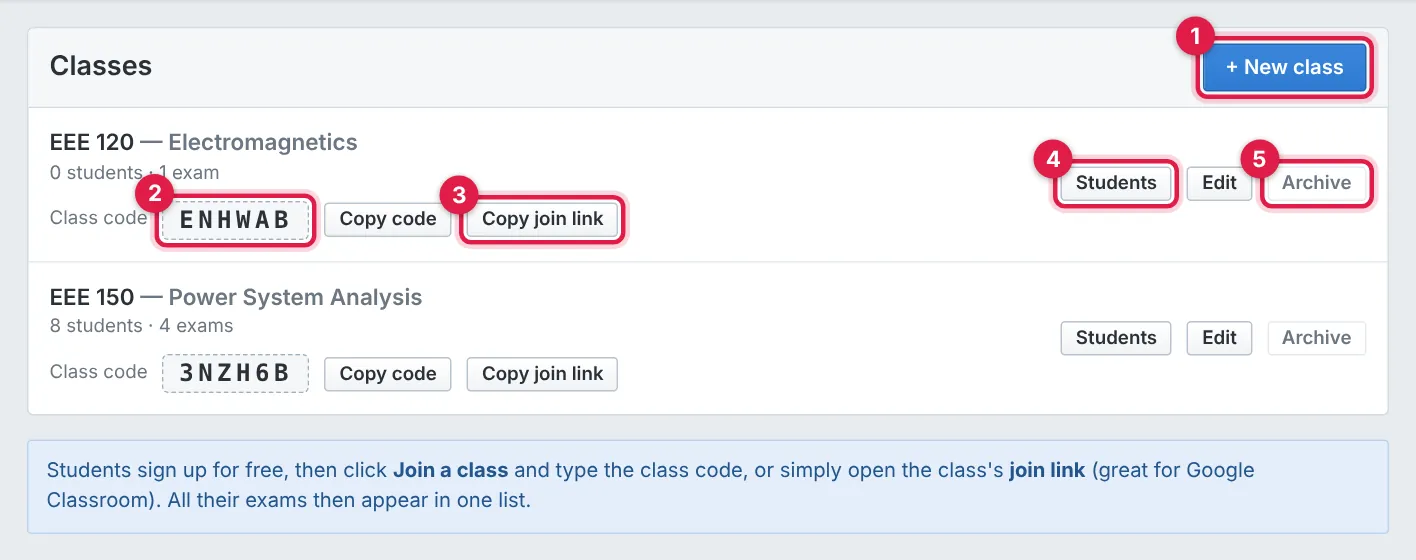 Classes
1
+ New class
EEE 120 — Electromagnetics
0 students · 1 exam
Class code
2
ENHWAB
Copy code
3
Copy join link
4
Students
Edit
5
Archive
EEE 150 — Power System Analysis
8 students · 4 exams
Class code
3NZH6B
Copy code
Copy join link
Students
Edit
Archive
Students sign up for free, then click Join a class and type the class code, or simply open the class's join link (great for Google
Classroom). All their exams then appear in one list.